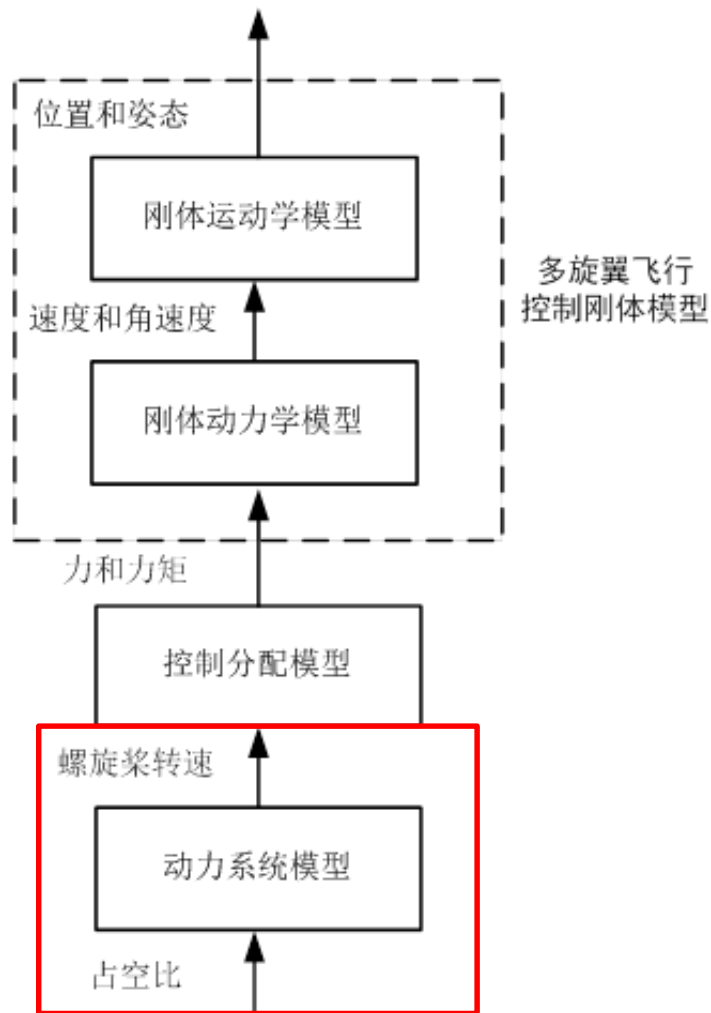 位置和姿态
刚体运动学模型
多旋翼飞行
控制刚体模型
速度和角速度
刚体动力学模型
力和力矩
控制分配模型
螺旋桨转速
动力系统模型
占空比